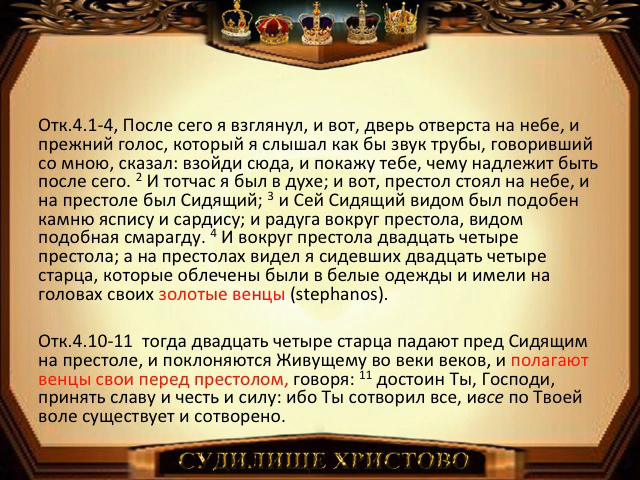 Отк.4.1-4, После сего я взглянул, и вот, дверь отверста на небе, и
прежний голос, который я слышал как бы звук трубы, говоривший
со мною, сказал: взойди сюда, и покажу тебе, чему надлежит быть
после сего. ² И тотчас я был в духе; и вот, престол стоял на небе, и
на престоле был Сидящий; ³ и Сей Сидящий видом был подобен
камню яспису и сардису; и радуга вокруг престола, видом
подобная смарагду. ⁴ И вокруг престола двадцать четыре
престола; а на престолах видел я сидевших двадцать четыре
старца, которые облечены были в белые одежды и имели на
головах своих золотые венцы (stephanos).
Отк.4.10-11 тогда двадцать четыре старца падают пред Сидящим
на престоле, и поклоняются Живущему во веки веков, и полагают
венцы свои перед престолом, говоря: ¹¹ достоин Ты, Господи,
принять славу и честь и силу: ибо Ты сотворил все, ивсе по Твоей
воле существует и сотворено.
СУДИЛИЩЕ ХРИСТОВО